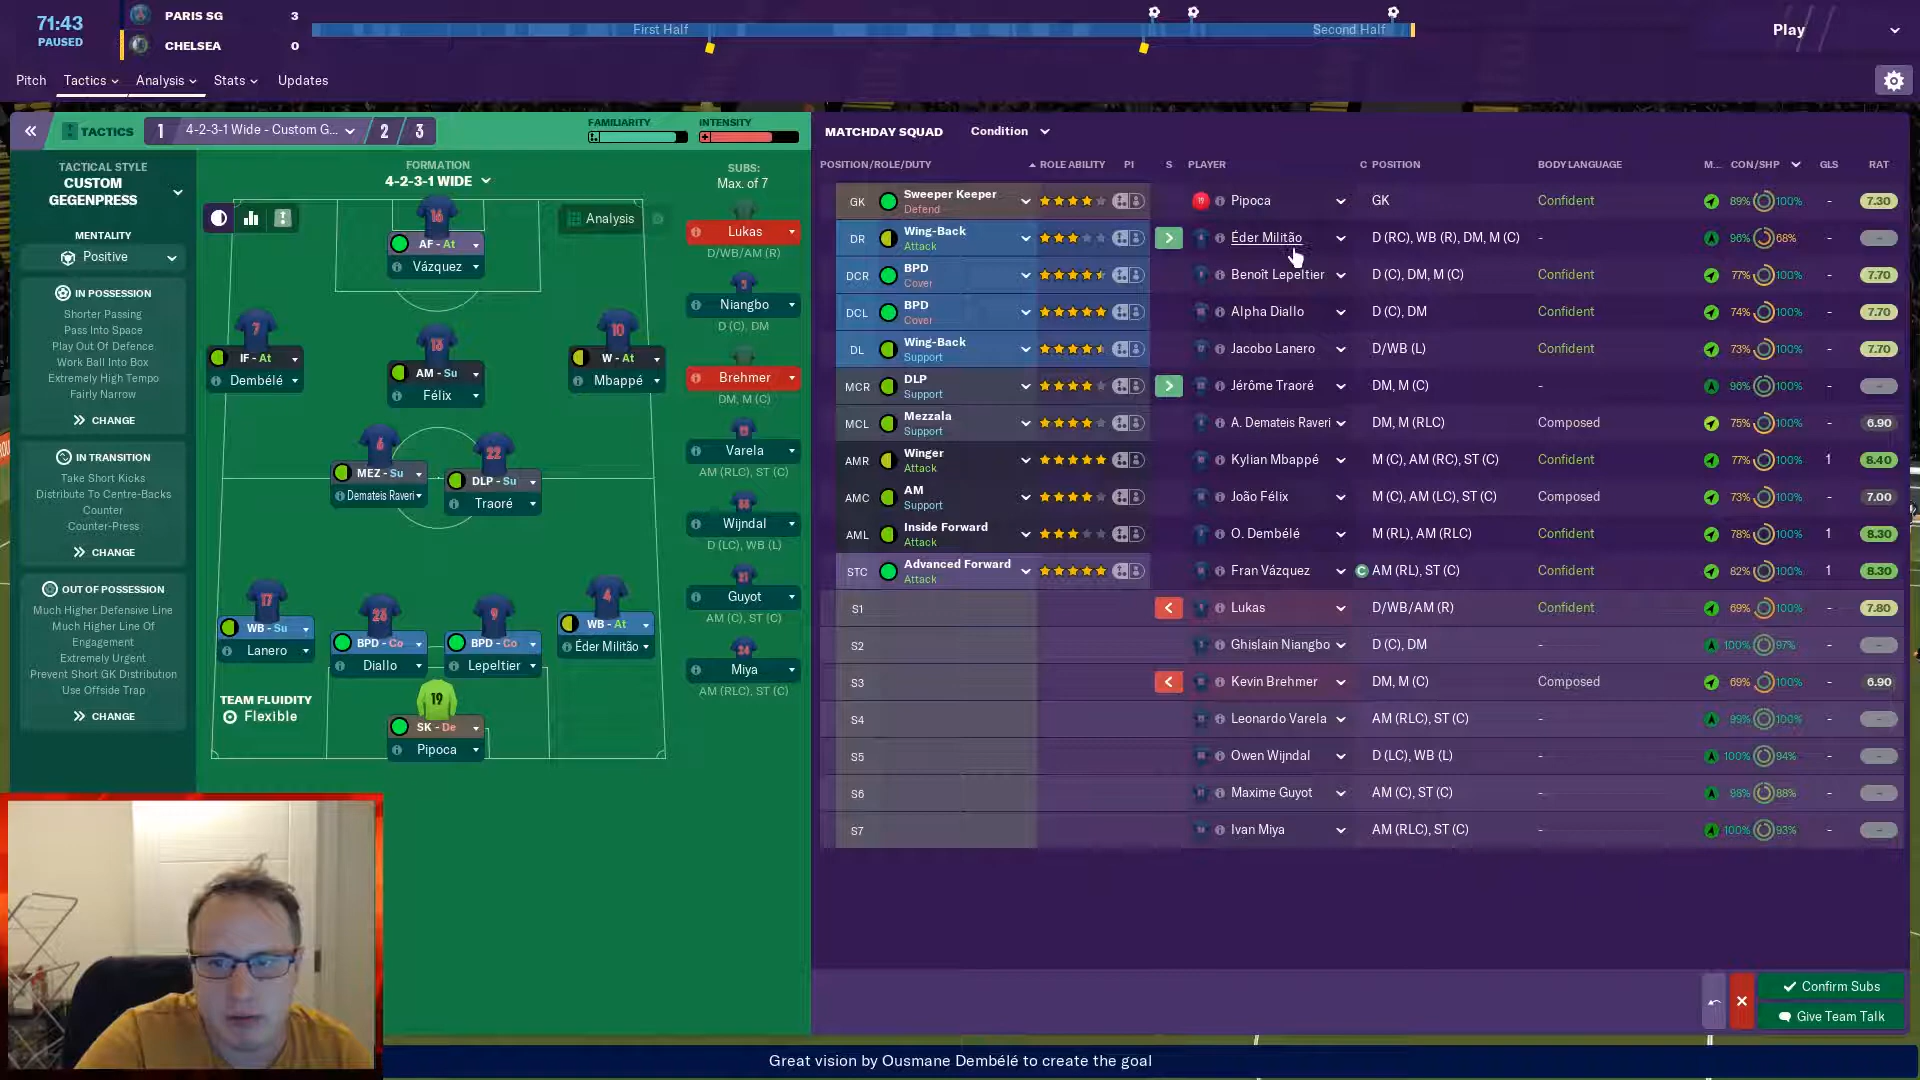 71:43
PAUSED
PARIS SG 3
CHELSEA 0
First Half
Second Half
Play
Pitch Tactics Analysis Stats Updates
TACTICS 1 4-2-3-1 Wide - Custom G... 2 3
FAMILIARITY
INTENSITY
TACTICAL STYLE
CUSTOM
GEGENPRESS
MENTALITY
Positive
IN POSSESSION
Shorter Passing
Pass Into Space
Play Out Of Defence
Work Ball Into Box
Extremely High Tempo
Fairly Narrow
CHANGE
IN TRANSITION
Take Short Kicks
Distribute To Centre-Backs
Counter
Counter-Press
CHANGE
OUT OF POSSESSION
Much Higher Defensive Line
Much Higher Line Of
Engagement
Extremely Urgent
Prevent Short GK Distribution
Use Offside Trap
CHANGE
FORMATION
4-2-3-1 WIDE
Analysis
16
AF - At
Vázquez
7
IF - At
Dembélé
AM - Su
Félix
10
W - At
Mbappé
6
MEZ - Su
Demateis Raveri
22
DLP - Su
Traoré
17
WB - Su
Lanero
23
BPD - Co
Diallo
9
BPD - Co
Lepeltier
4
WB - At
Éder Militão
19
SK - De
Pipoca
TEAM FLUIDITY
Flexible
SUBS:
Max. of 7
Lukas
D/WB/AM (R)
Niangbo
D (C), DM
Brehmer
DM, M (C)
Varela
AM (RLC), ST (C)
Wijndal
D (LC), WB (L)
Guyot
AM (C), ST (C)
Miya
AM (RLC), ST (C)
MATCHDAY SQUAD Condition
POSITION/ROLE/DUTY ROLE ABILITY PI S PLAYER C POSITION BODY LANGUAGE M... CON/SHP GLS RAT
GK Sweeper Keeper Defend Pipoca GK Confident 89% 100% - 7.30
DR Wing-Back Attack Éder Militão D (RC), WB (R), DM, M (C) - 96% 68% - -
DCR BPD Cover Benoît Lepeltier D (C), DM, M (C) Confident 77% 100% - 7.70
DCL BPD Cover Alpha Diallo D (C), DM Confident 74% 100% - 7.70
DL Wing-Back Support Jacobo Lanero D/WB (L) Confident 73% 100% - 7.70
MCR DLP Support Jérôme Traoré DM, M (C) - 96% 100% - -
MCL Mezzala Support A. Demateis Raveri DM, M (RLC) Composed 75% 100% - 6.90
AMR Winger Attack Kylian Mbappé M (C), AM (RC), ST (C) Confident 77% 100% 1 8.40
AMC AM Support João Félix M (C), AM (LC), ST (C) Composed 73% 100% - 7.00
AML Inside Forward Attack O. Dembélé M (RL), AM (RLC) Confident 78% 100% 1 8.30
STC Advanced Forward Attack Fran Vázquez C AM (RL), ST (C) Confident 82% 100% 1 8.30
S1 Lukas D/WB/AM (R) Confident 69% 100% - 7.80
S2 Ghislain Niangbo D (C), DM - 100% 97% - -
S3 Kevin Brehmer DM, M (C) Composed 69% 100% - 6.90
S4 Leonardo Varela AM (RLC), ST (C) - 99% 100% - -
S5 Owen Wijndal D (LC), WB (L) - 100% 94% - -
S6 Maxime Guyot AM (C), ST (C) - 98% 88% - -
S7 Ivan Miya AM (RLC), ST (C) - 100% 93% - -
Confirm Subs
Give Team Talk
Great vision by Ousmane Dembélé to create the goal